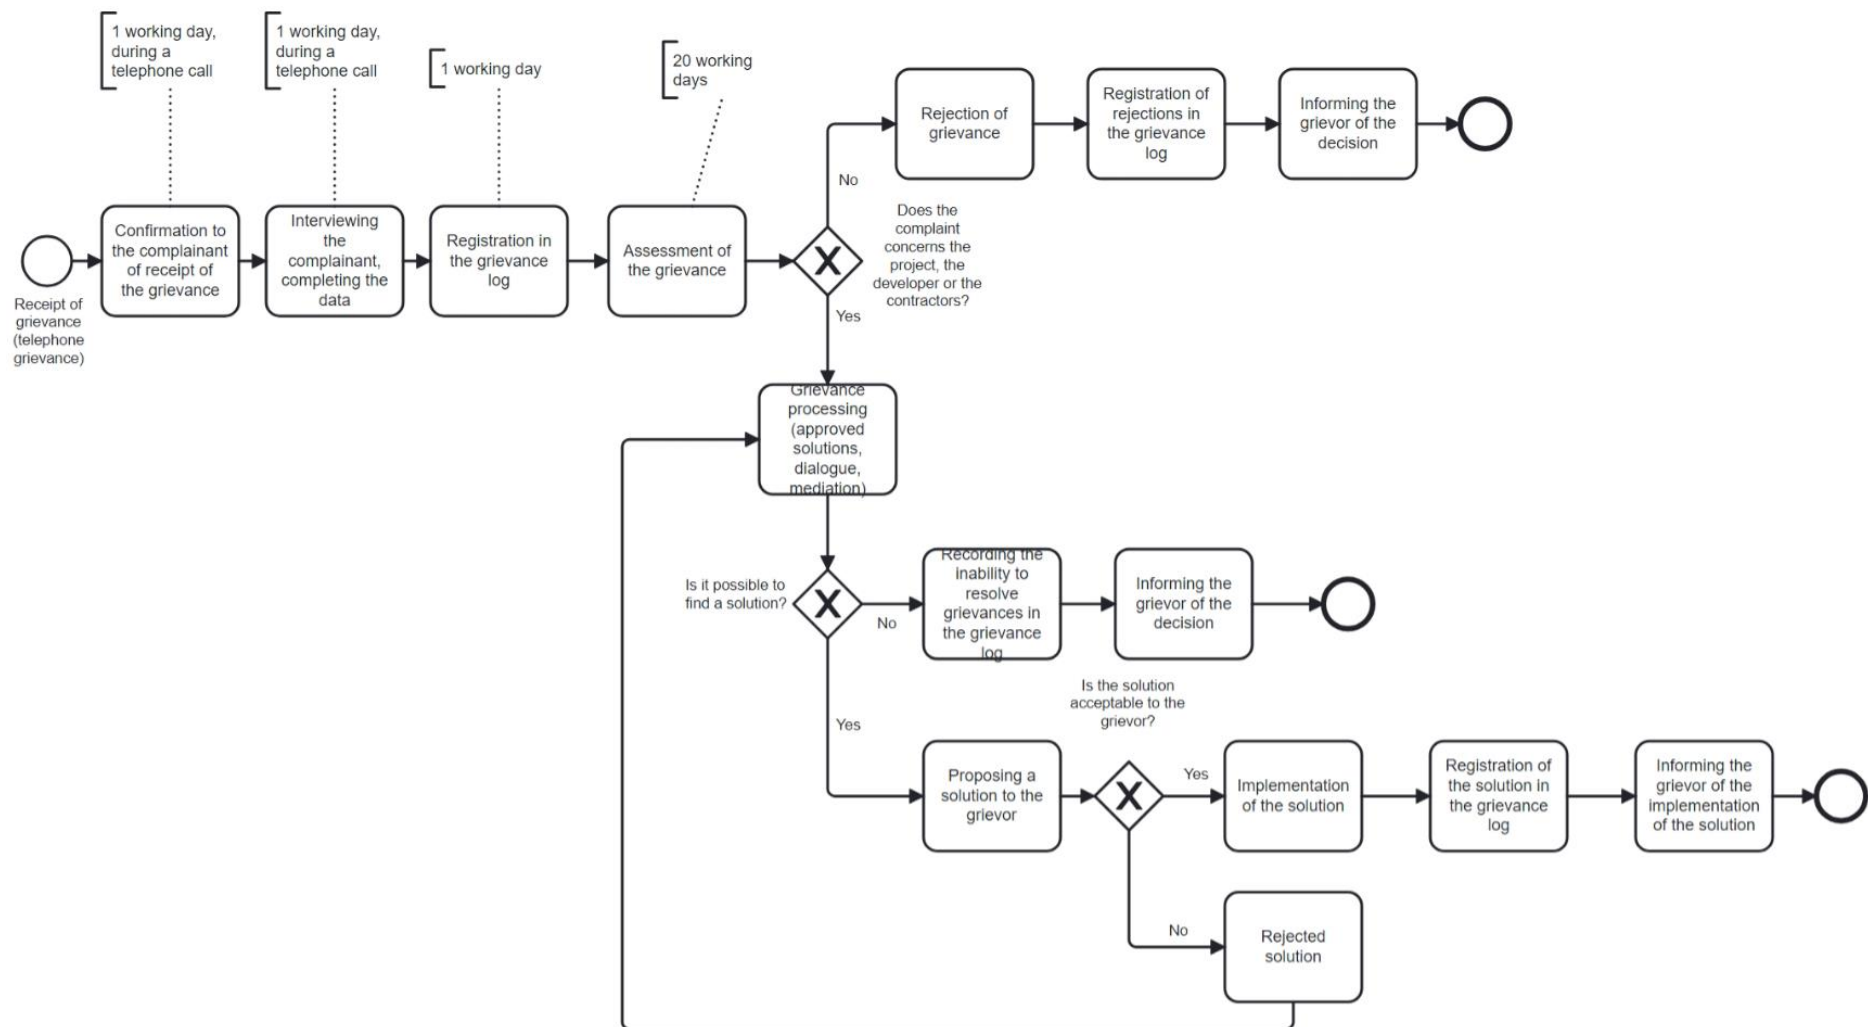 1 working day,
during a
telephone call
1 working day,
during a
telephone call
1 working day
20 working
days
Receipt of
grievance
(telephone
grievance)
Confirmation to
the complainant
of receipt of
the grievance
Interviewing
the
complainant,
completing the
data
Registration in
the grievance
log
Assessment of
the grievance
No
Yes
Does the
complaint
concerns the
project, the
developer or the
contractors?
Rejection of
grievance
Registration of
rejections in
the grievance
log
Informing the
grievor of the
decision
Grievance
processing
(approved
solutions,
dialogue,
mediation)
Is it possible to
find a solution?
No
Yes
Recording the
inability to
resolve
grievances in
the grievance
log
Informing the
grievor of the
decision
Proposing a
solution to the
grievor
Is the solution
acceptable to the
grievor?
Yes
No
Implementation
of the solution
Registration of
the solution in
the grievance
log
Informing the
grievor of the
implementation
of the solution
Rejected
solution